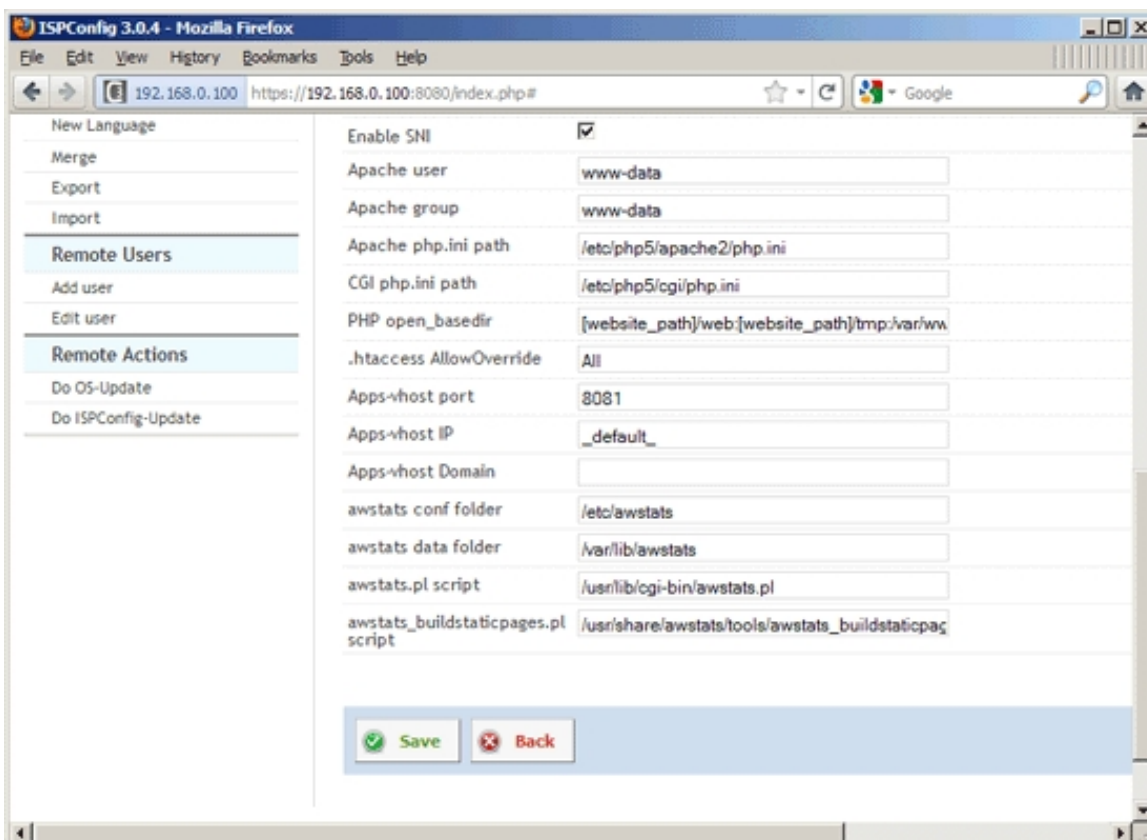 ISPConfig 3.0.4 - Mozilla Firefox
File Edit View History Bookmarks Tools Help
192.168.0.100 https://192.168.0.100:8080/index.php# Google
New Language
Merge
Export
Import
Remote Users
Add user
Edit user
Remote Actions
Do OS-Update
Do ISPConfig-Update
Enable SNI
Apache user www-data
Apache group www-data
Apache php.ini path /etc/php5/apache2/php.ini
CGI php.ini path /etc/php5/cgi/php.ini
PHP open_basedir [website_path]/web:[website_path]/tmp:/var/ww
.htaccess AllowOverride All
Apps-vhost port 8081
Apps-vhost IP _default_
Apps-vhost Domain
awstats conf folder /etc/awstats
awstats data folder /var/lib/awstats
awstats.pl script /usr/lib/cgi-bin/awstats.pl
awstats_buildstaticpages.pl /usr/share/awstats/tools/awstats_buildstaticpag
script
Save Back